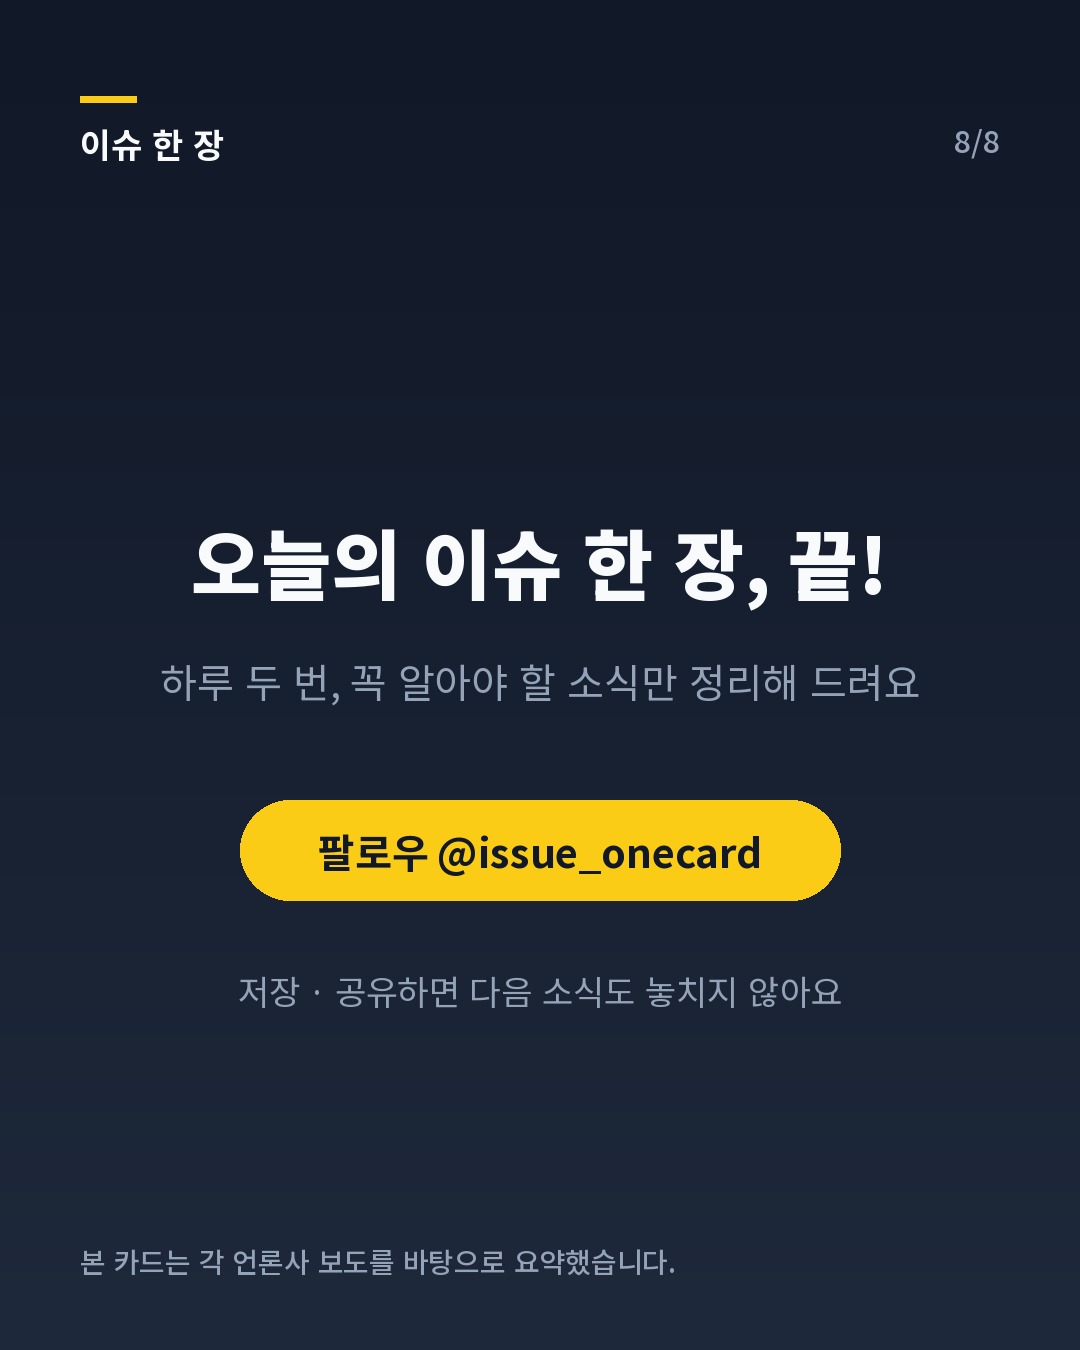 이슈 한 장
8/8
오늘의 이슈 한 장, 끝!
하루 두 번, 꼭 알아야 할 소식만 정리해 드려요
팔로우 @issue_onecard
저장 · 공유하면 다음 소식도 놓치지 않아요
본 카드는 각 언론사 보도를 바탕으로 요약했습니다.